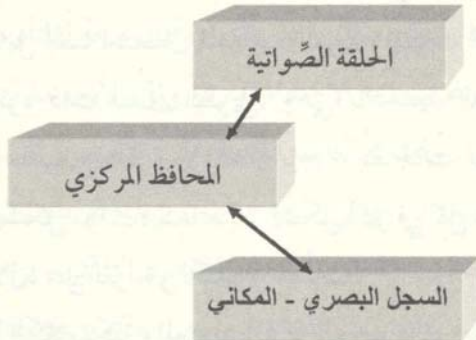 الحلقة الصِّواتية
المحافظ المركزي
السجل البصري - المكاني